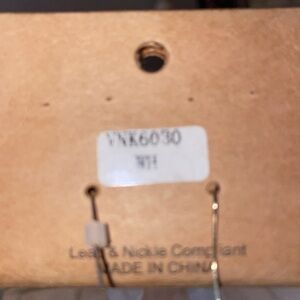 VNK6030
WH
Lead & Nickle Compliant
MADE IN CHINA